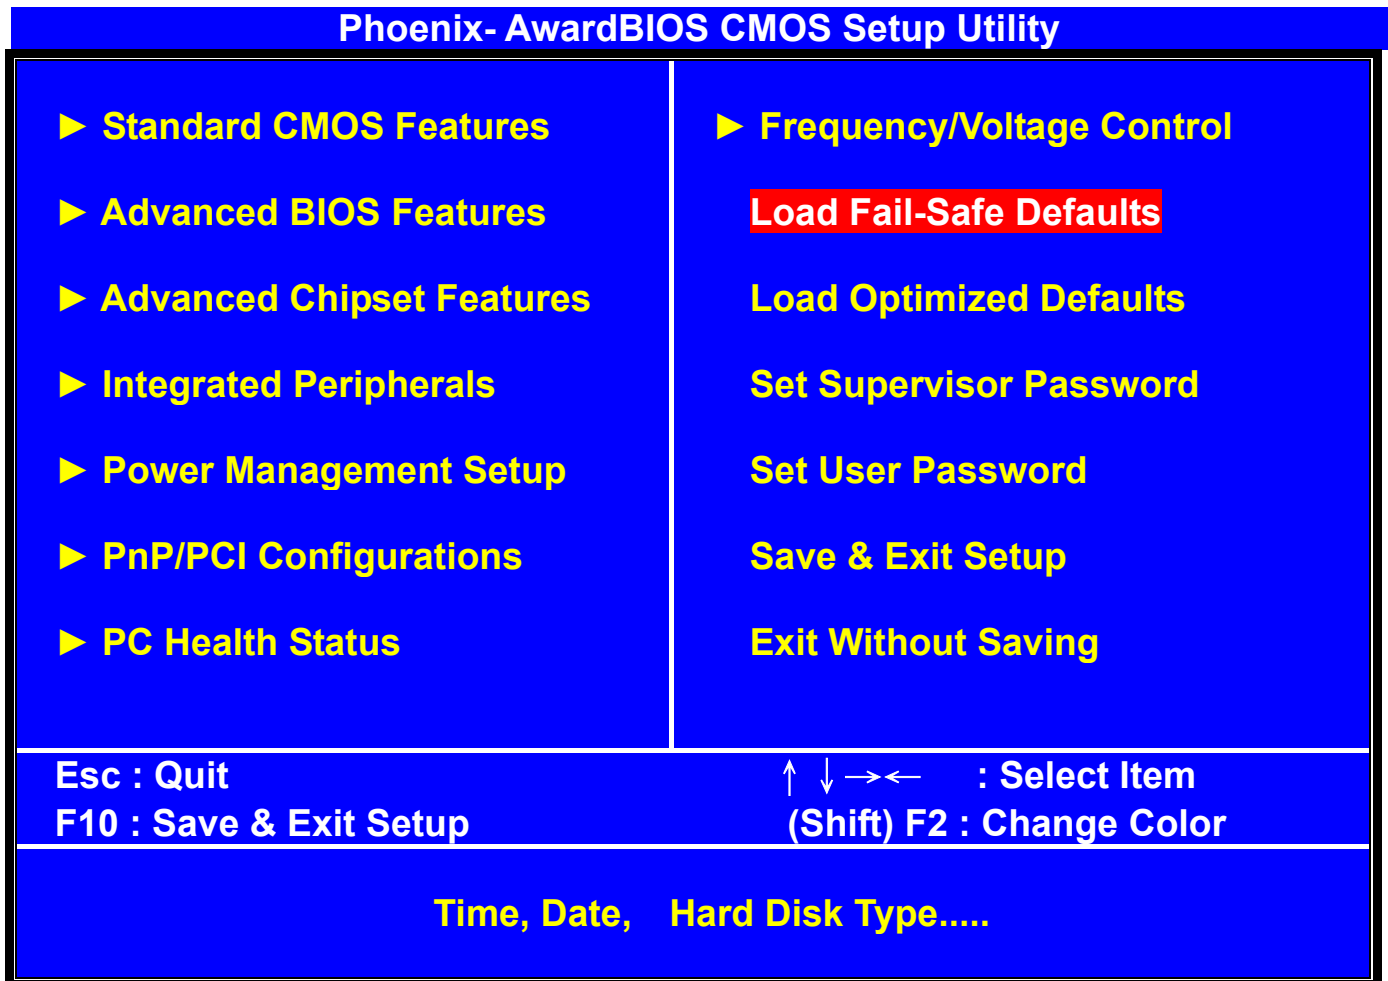 Phoenix- AwardBIOS CMOS Setup Utility
► Standard CMOS Features
► Advanced BIOS Features
► Advanced Chipset Features
► Integrated Peripherals
► Power Management Setup
► PnP/PCI Configurations
► PC Health Status
► Frequency/Voltage Control
Load Fail-Safe Defaults
Load Optimized Defaults
Set Supervisor Password
Set User Password
Save & Exit Setup
Exit Without Saving
Esc : Quit
F10 : Save & Exit Setup
↑ ↓ → ← : Select Item
(Shift) F2 : Change Color
Time, Date, Hard Disk Type.....